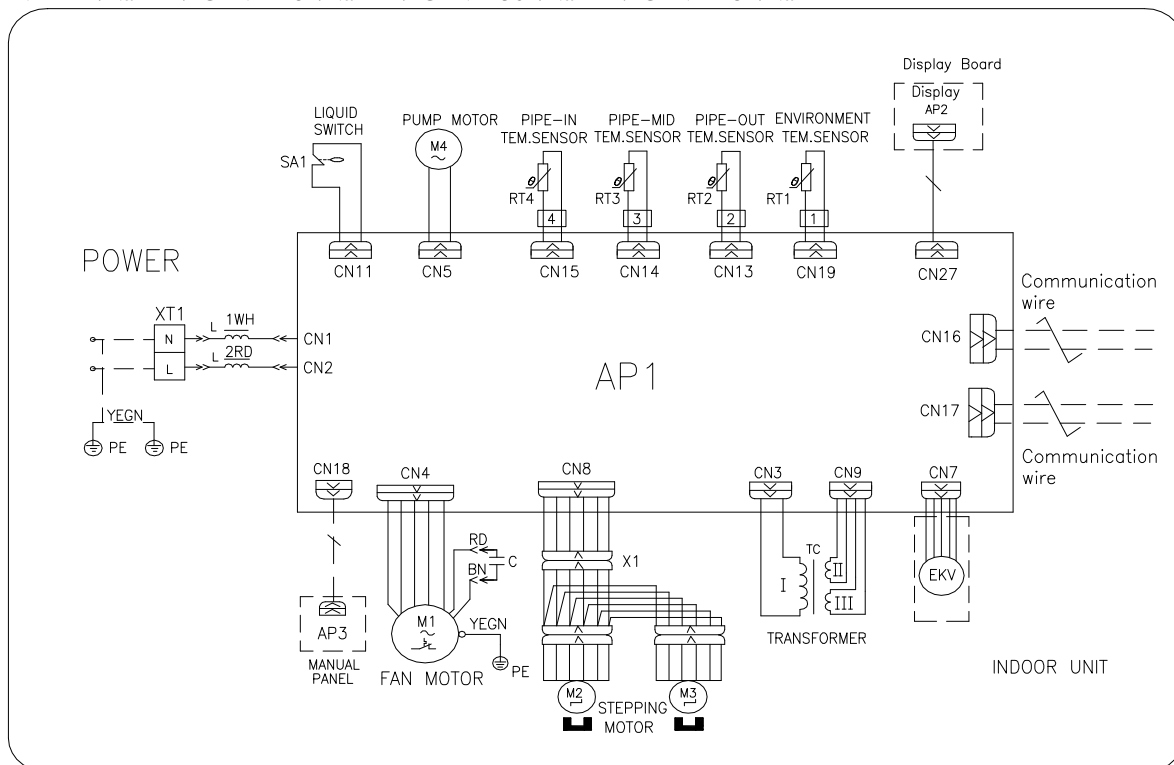 Display Board
Display
AP2
LIQUID
SWITCH
SA1
PUMP MOTOR
M4
PIPE-IN
TEM.SENSOR
RT4
4
PIPE-MID
TEM.SENSOR
RT3
3
PIPE-OUT
TEM.SENSOR
RT2
2
ENVIRONMENT
TEM.SENSOR
RT1
1
CN11
CN5
CN15
CN14
CN13
CN19
CN27
POWER
XT1
N
L
L
1WH
L
2RD
CN1
CN2
YEGN
PE
PE
AP1
CN16
Communication
wire
CN17
Communication
wire
CN18
CN4
CN8
CN3
CN9
CN7
AP3
MANUAL
PANEL
RD
BN
C
M1
YEGN
PE
FAN MOTOR
X1
M2
M3
STEPPING
MOTOR
I
TC
II
III
TRANSFORMER
EKV
INDOOR UNIT